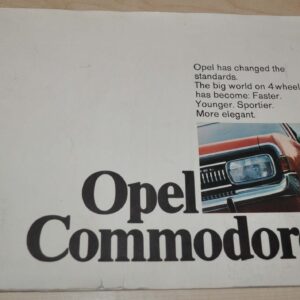 Opel has changed the
standards.
The big world on 4 wheel
has become: Faster.
Younger. Sportier.
More elegant.
Opel
Commodore